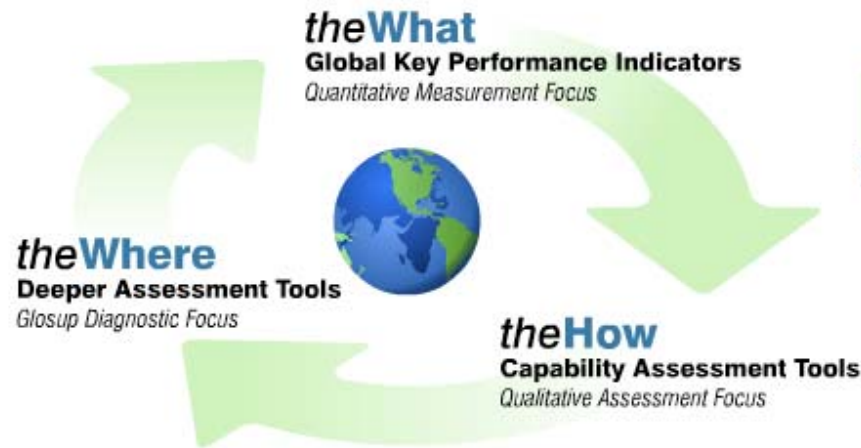 theWhat
Global Key Performance Indicators
Quantitative Measurement Focus
theWhere
Deeper Assessment Tools
Glosup Diagnostic Focus
theHow
Capability Assessment Tools
Qualitative Assessment Focus